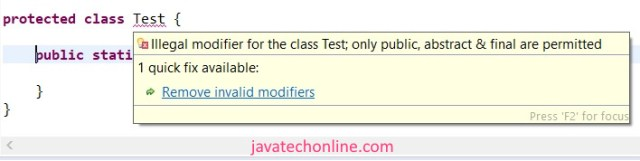 protected class Test {
Illegal modifier for the class Test; only public, abstract & final are permitted
public stati
1 quick fix available:
Remove invalid modifiers
}
Press 'F2' for focus
}
javatechonline.com